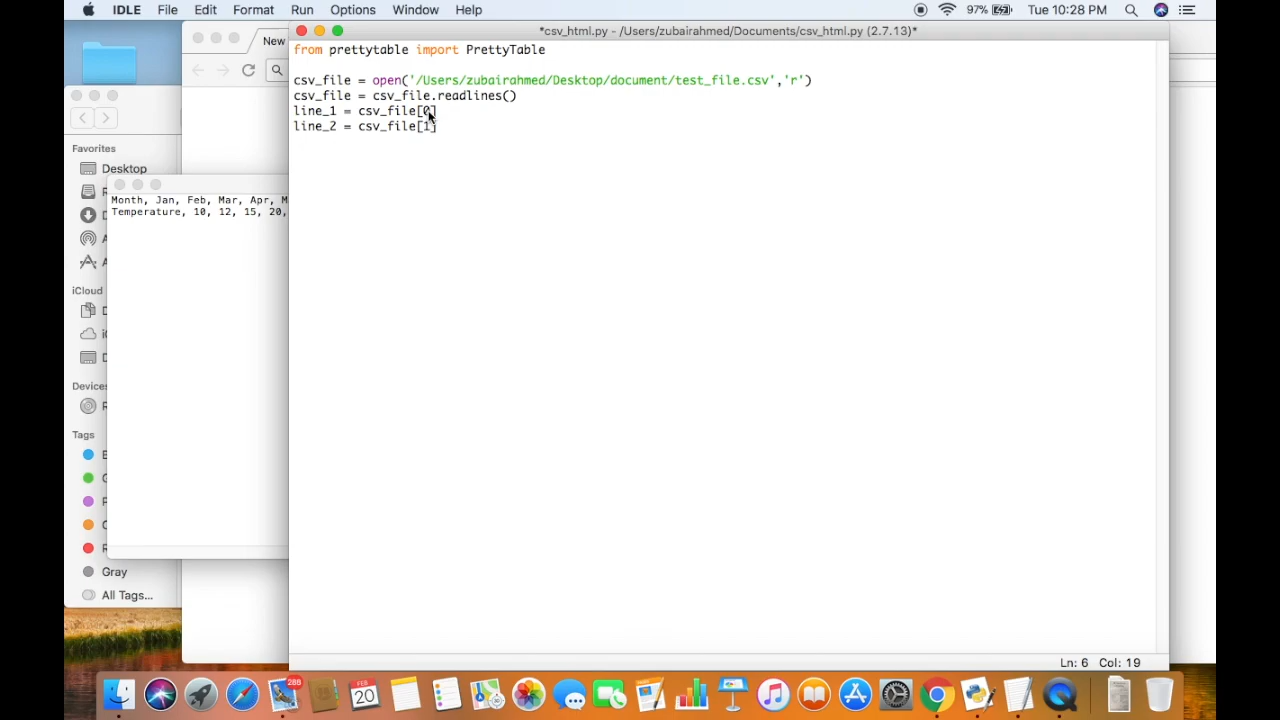 IDLE File Edit Format Run Options Window Help 97% Tue 10:28 PM
*csv_html.py - /Users/zubairahmed/Documents/csv_html.py (2.7.13)*
New
from prettytable import PrettyTable
csv_file = open('/Users/zubairahmed/Desktop/document/test_file.csv','r')
csv_file = csv_file.readlines()
line_1 = csv_file[0]
line_2 = csv_file[1]
Favorites
Desktop
Month, Jan, Feb, Mar, Apr, M
Temperature, 10, 12, 15, 20,
iCloud
Devices
Tags
Gray
All Tags...
Ln: 6 Col: 19
288
FEB
20